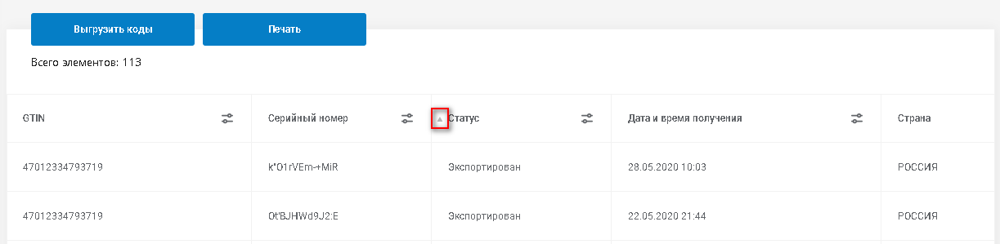 Выгрузить коды
Печать
Всего элементов: 113
GTIN
Серийный номер
Статус
Дата и время получения
Страна
47012334793719
k"O1rVEm-+MiR
Экспортирован
28.05.2020 10:03
РОССИЯ
47012334793719
Ot'BJHWd9J2:E
Экспортирован
22.05.2020 21:44
РОССИЯ